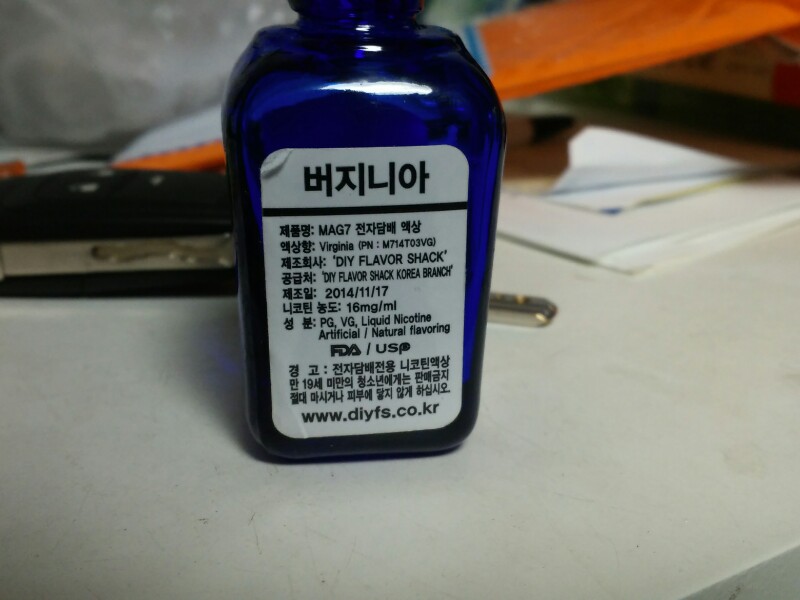 버지니아
제품명: MAG7 전자담배 액상
액상향: Virginia (PN : M714T03VG)
제조회사: 'DIY FLAVOR SHACK'
공급처: 'DIY FLAVOR SHACK KOREA BRANCH'
제조일: 2014/11/17
니코틴 농도: 16mg/ml
성 분: PG, VG, Liquid Nicotine
Artificial / Natural flavoring
FDA / USP
경 고 : 전자담배전용 니코틴액상
만 19세 미만의 청소년에게는 판매금지
절대 마시거나 피부에 닿지 않게 하십시오.
www.diyfs.co.kr